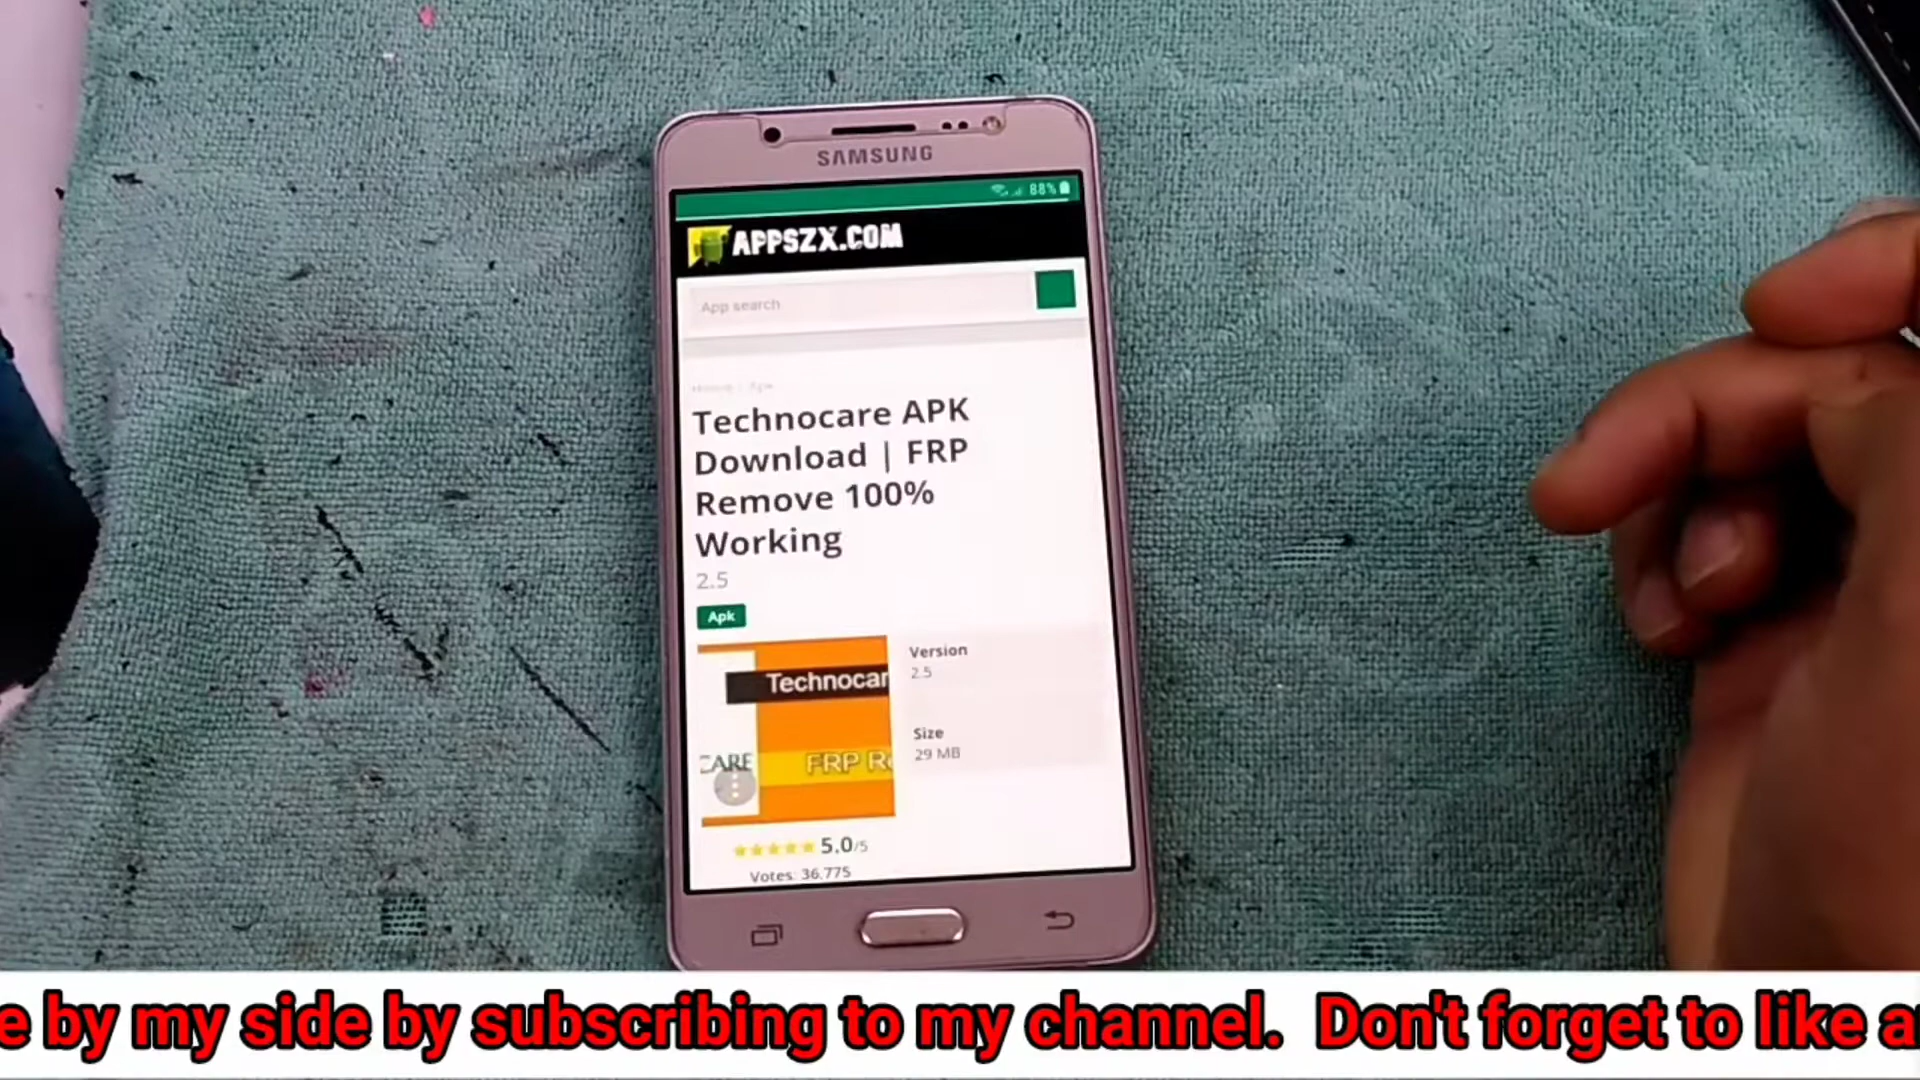 SAMSUNG
88%
APPSZX.COM
App search
Technocare APK
Download | FRP
Remove 100%
Working
2.5
Apk
Technocar
CARE
FRP Re
Version
2.5
Size
29 MB
5.0/5
Votes: 36.775
e by my side by subscribing to my channel. Don't forget to like a